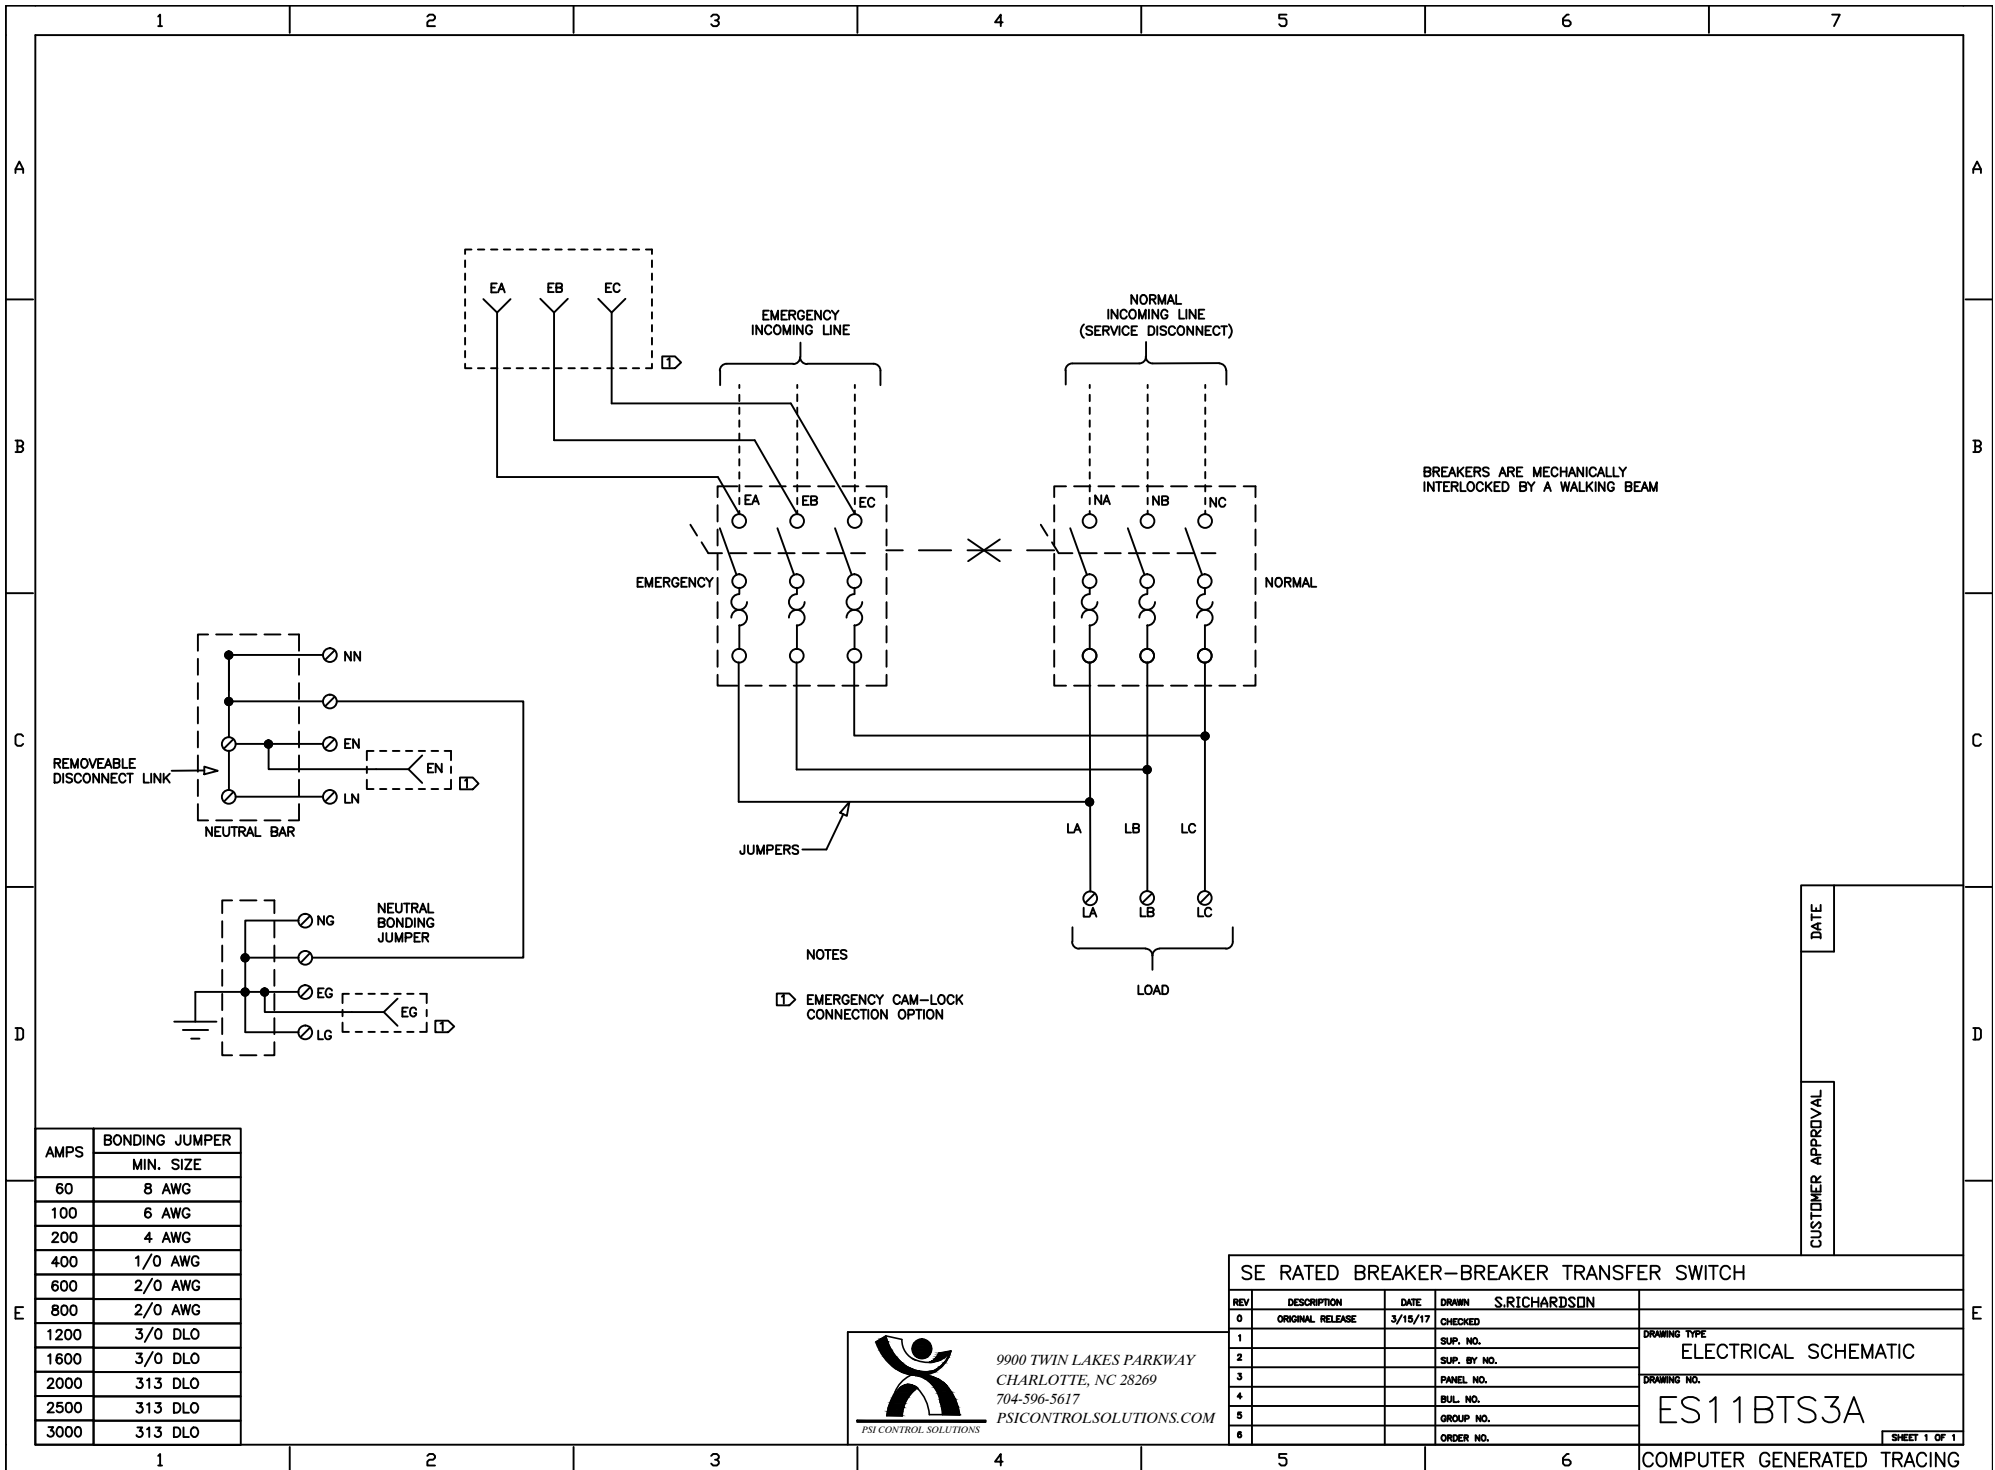 1 2 3 4 5 6 7
A A
EA EB EC
1
EMERGENCY
INCOMING LINE
NORMAL
INCOMING LINE
(SERVICE DISCONNECT)
B B
BREAKERS ARE MECHANICALLY
INTERLOCKED BY A WALKING BEAM
EA EB EC
NA NB NC
EMERGENCY
NORMAL
NN
C C
EN
EN
1
REMOVEABLE
DISCONNECT LINK
LN
NEUTRAL BAR
LA LB LC
JUMPERS
LA LB LC
LOAD
NEUTRAL
BONDING
JUMPER
NG
EG
EG
1
LG
D D
NOTES
1 EMERGENCY CAM-LOCK
CONNECTION OPTION
DATE
CUSTOMER APPROVAL
AMPS BONDING JUMPER
MIN. SIZE
60 8 AWG
100 6 AWG
200 4 AWG
400 1/0 AWG
600 2/0 AWG
800 2/0 AWG
1200 3/0 DLO
1600 3/0 DLO
2000 313 DLO
2500 313 DLO
3000 313 DLO
E E
PSI CONTROL SOLUTIONS
9900 TWIN LAKES PARKWAY
CHARLOTTE, NC 28269
704-596-5617
PSICONTROLSOLUTIONS.COM
SE RATED BREAKER-BREAKER TRANSFER SWITCH
REV DESCRIPTION DATE DRAWN S.RICHARDSON
0 ORIGINAL RELEASE 3/15/17 CHECKED
1 SUP. NO.
2 SUP. BY NO.
3 PANEL NO.
4 BUL. NO.
5 GROUP NO.
6 ORDER NO.
DRAWING TYPE
ELECTRICAL SCHEMATIC
DRAWING NO.
ES11BTS3A
SHEET 1 OF 1
1 2 3 4 5 6
COMPUTER GENERATED TRACING